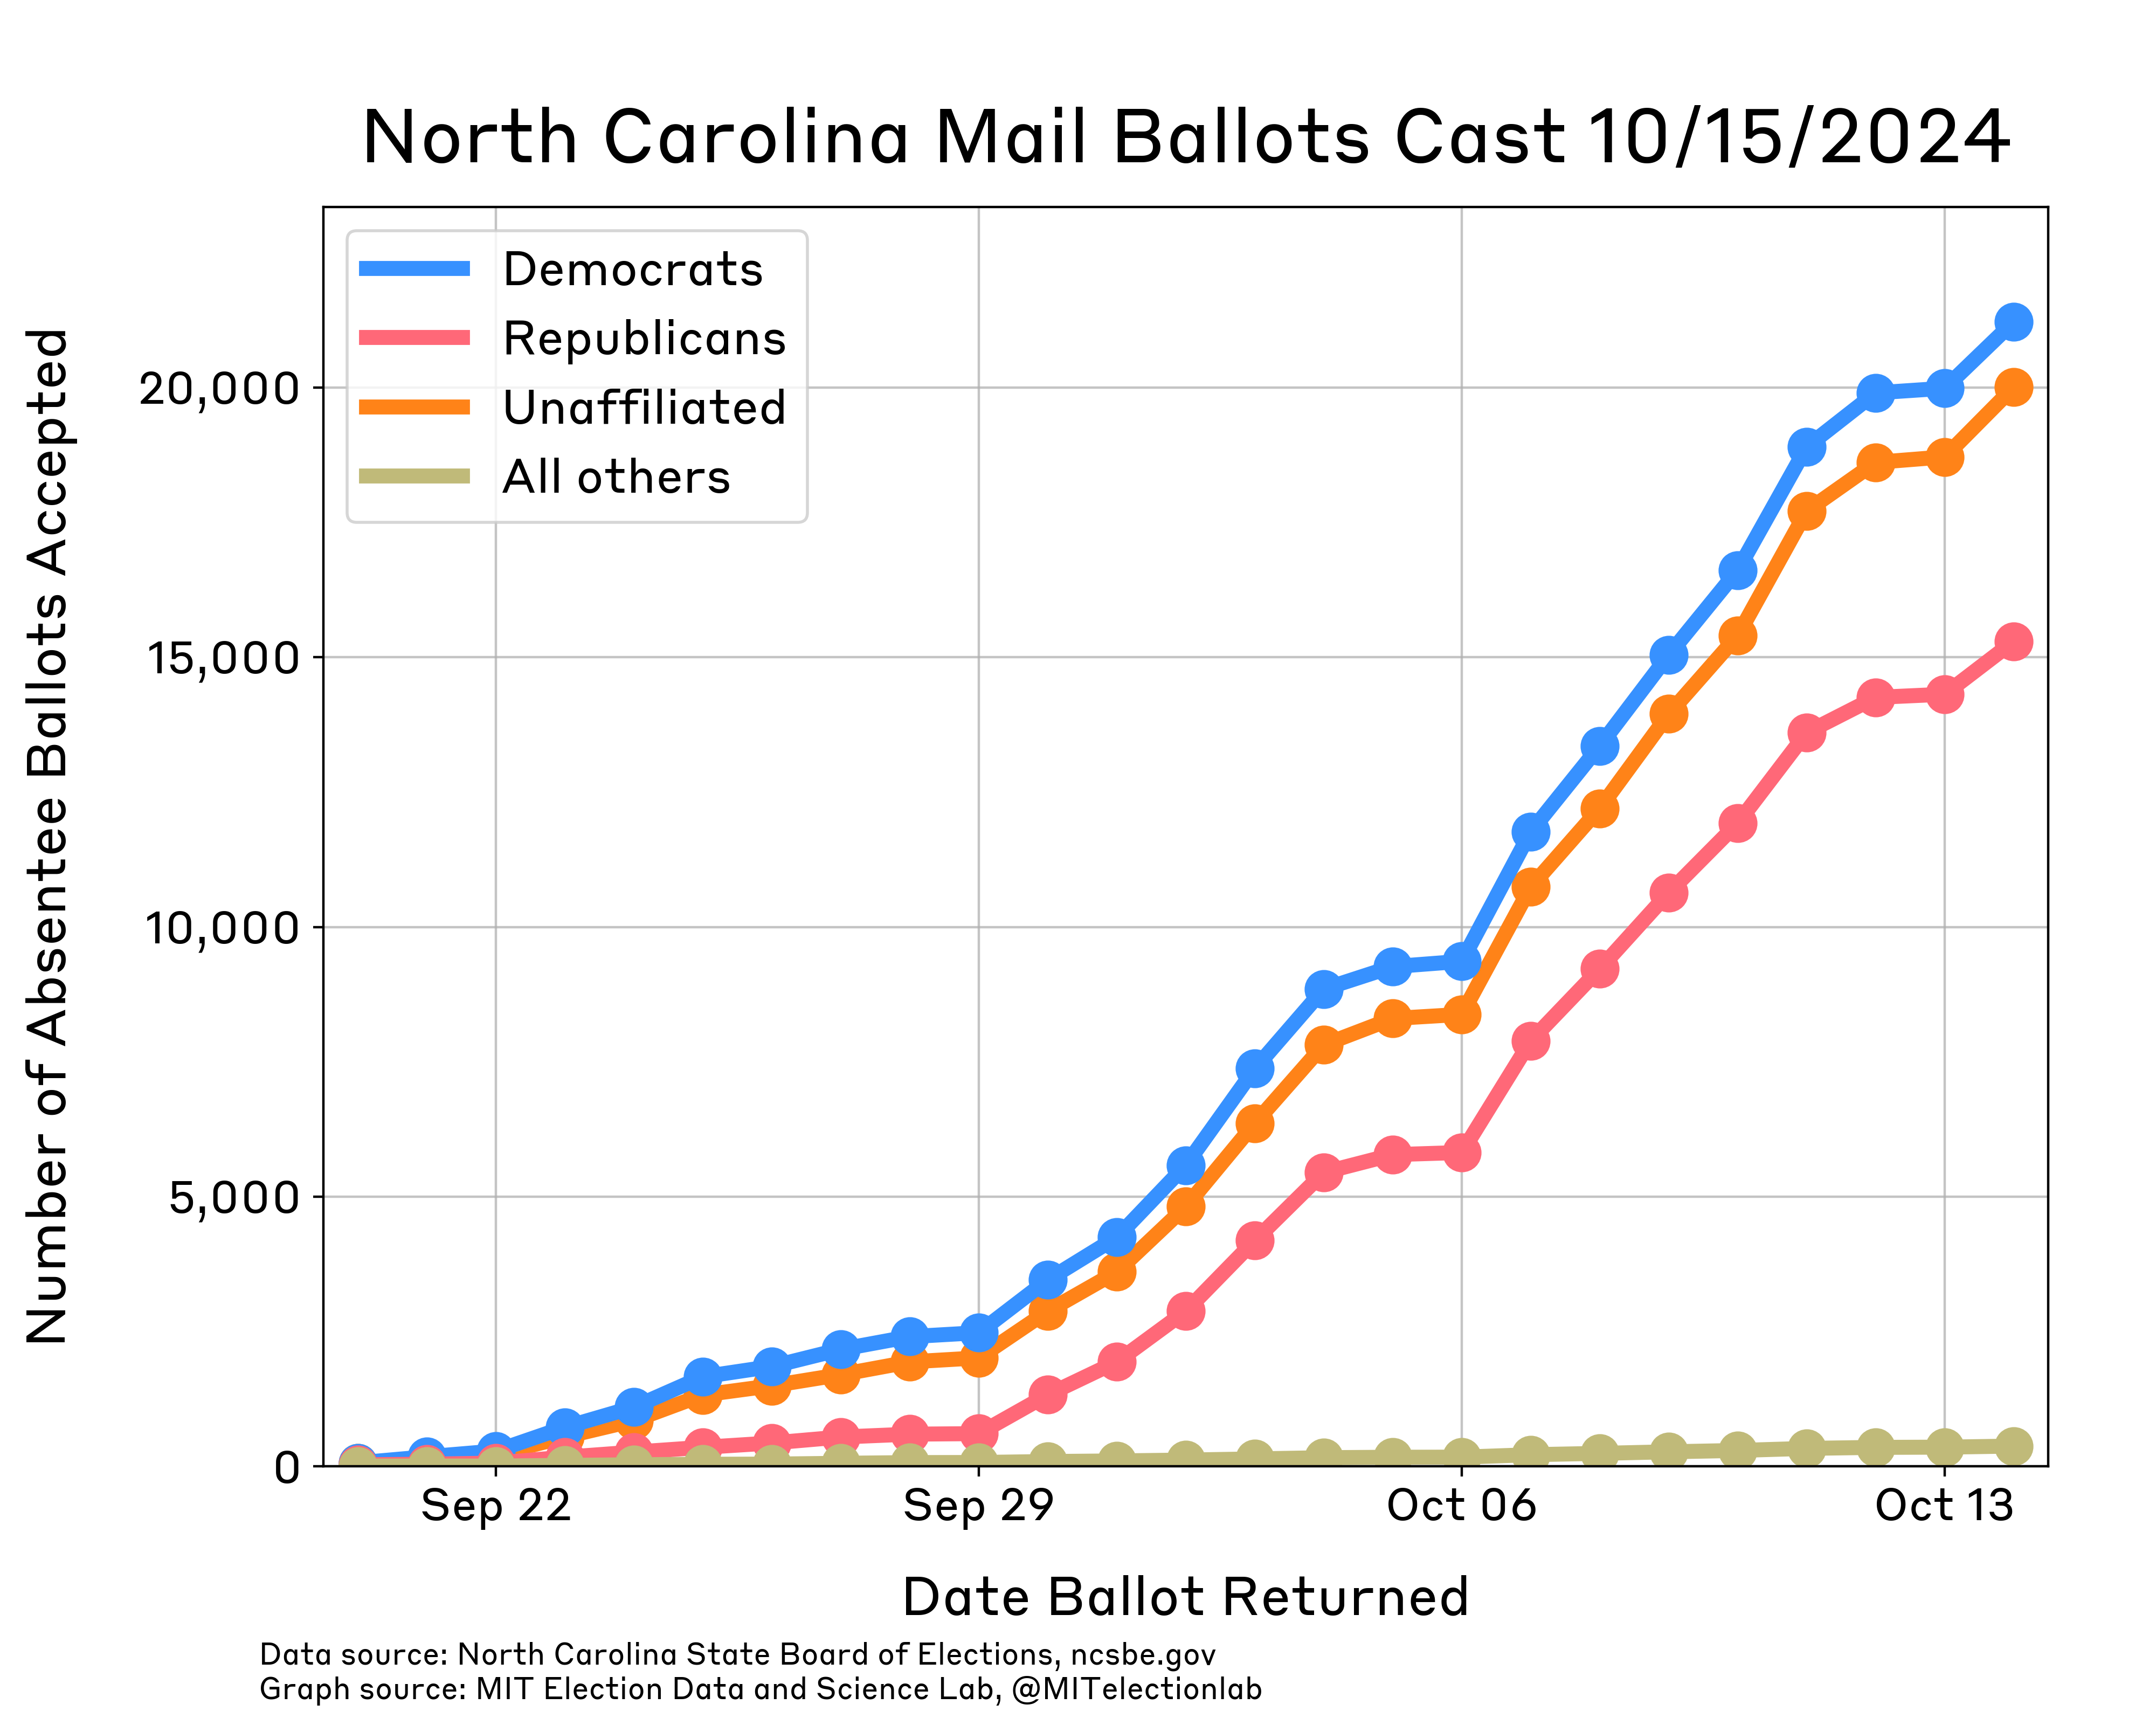 North Carolina Mail Ballots Cast 10/15/2024
Democrats
Republicans
Unaffiliated
All others
Number of Absentee Ballots Accepted
20,000
15,000
10,000
5,000
0
Sep 22
Sep 29
Oct 06
Oct 13
Date Ballot Returned
Data source: North Carolina State Board of Elections, ncsbe.gov
Graph source: MIT Election Data and Science Lab, @MITelectionlab